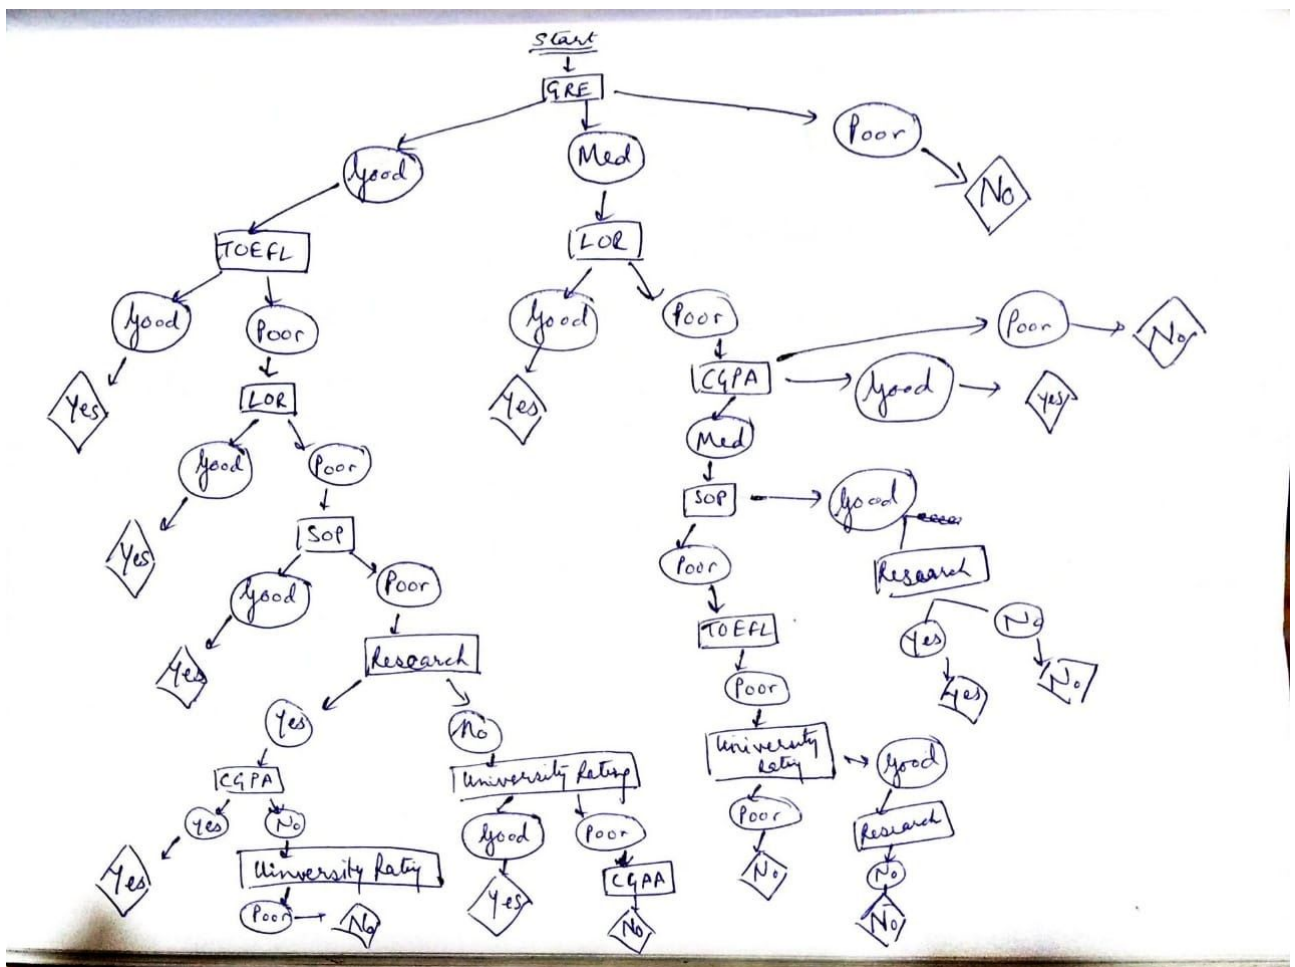 Start
GRE
Good
Med
Poor
No
TOEFL
LOR
Good
Poor
Good
Poor
Poor
No
Yes
LOR
Yes
CGPA
Good
Yes
Good
Poor
Med
Yes
SOP
SOP
Good
Good
Poor
Poor
Research
Yes
Research
TOEFL
Yes
No
Yes
No
Poor
Yes
No
CGPA
University Rating
University
Rating
Good
Yes
No
Good
Poor
Poor
Research
Yes
University Rating
Yes
CGAA
No
No
Poor
No
No
No